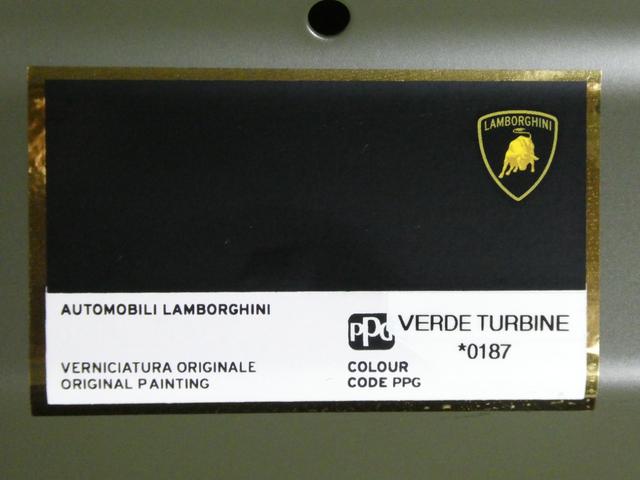 LAMBORGHINI
AUTOMOBILI LAMBORGHINI
PPG VERDE TURBINE
*0187
VERNICIATURA ORIGINALE
ORIGINAL PAINTING
COLOUR
CODE PPG